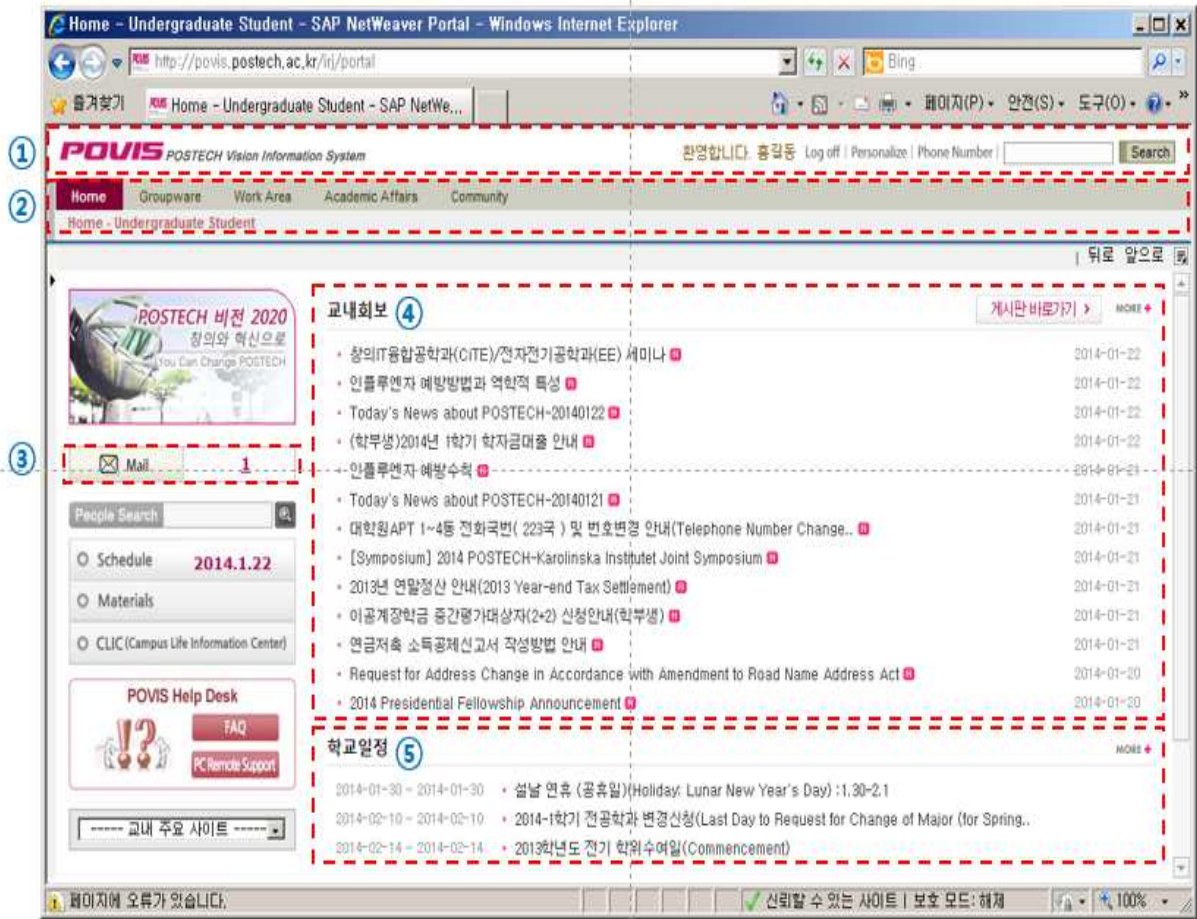 Home - Undergraduate Student - SAP NetWeaver Portal - Windows Internet Explorer
http://povis.postech.ac.kr/irj/portal
Bing
즐겨찾기
Home - Undergraduate Student - SAP NetWe...
페이지(P)
안전(S)
도구(O)
①
POVIS POSTECH Vision Information System
환영합니다. 홍길동 Log off | Personalize | Phone Number |
Search
②
Home Groupware Work Area Academic Affairs Community
Home - Undergraduate Student
| 뒤로 앞으로
POSTECH 비전 2020
창의와 혁신으로
You Can Change POSTECH
③
Mail 1
People Search
Schedule 2014.1.22
Materials
CLIC (Campus Life Information Center)
POVIS Help Desk
FAQ
PC Remote Support
----- 교내 주요 사이트 -----
교내회보 ④ 게시판 바로가기 > MORE +
창의IT융합공학과(CiTE)/전자전기공학과(EE) 세미나 N 2014-01-22
인플루엔자 예방방법과 역학적 특성 N 2014-01-22
Today's News about POSTECH-20140122 N 2014-01-22
(학부생)2014년 1학기 학자금대출 안내 N 2014-01-22
인플루엔자 예방수칙 N 2014-01-21
Today's News about POSTECH-20140121 N 2014-01-21
대학원APT 1~4동 전화국번( 223국 ) 및 번호변경 안내(Telephone Number Change.. N 2014-01-21
[Symposium] 2014 POSTECH-Karolinska Institutet Joint Symposium N 2014-01-21
2013년 연말정산 안내(2013 Year-end Tax Settlement) N 2014-01-21
이공계장학금 중간평가대상자(2+2) 신청안내(학부생) N 2014-01-21
연금저축 소득공제신고서 작성방법 안내 N 2014-01-21
Request for Address Change in Accordance with Amendment to Road Name Address Act N 2014-01-20
2014 Presidential Fellowship Announcement N 2014-01-20
학교일정 ⑤ MORE +
2014-01-30 ~ 2014-01-30 설날 연휴 (공휴일)(Holiday: Lunar New Year's Day) :1.30-2.1
2014-02-10 ~ 2014-02-10 2014-1학기 전공학과 변경신청(Last Day to Request for Change of Major (for Spring..
2014-02-14 ~ 2014-02-14 2013학년도 전기 학위수여일(Commencement)
페이지에 오류가 있습니다.
신뢰할 수 있는 사이트 | 보호 모드: 해제
100%